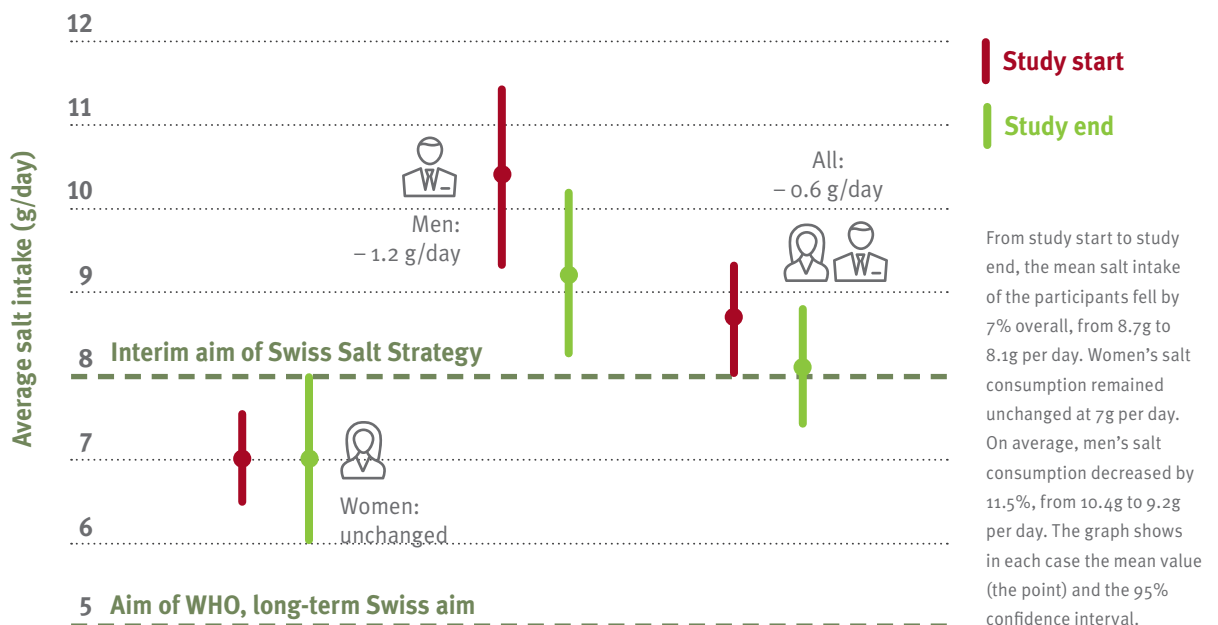 12
11
10
9
8
7
6
5
Average salt intake (g/day)
Men:
– 1.2 g/day
All:
– 0.6 g/day
Interim aim of Swiss Salt Strategy
Women:
unchanged
Aim of WHO, long-term Swiss aim
Study start
Study end
From study start to study
end, the mean salt intake
of the participants fell by
7% overall, from 8.7g to
8.1g per day. Women’s salt
consumption remained
unchanged at 7g per day.
On average, men’s salt
consumption decreased by
11.5%, from 10.4g to 9.2g
per day. The graph shows
in each case the mean value
(the point) and the 95%
confidence interval.